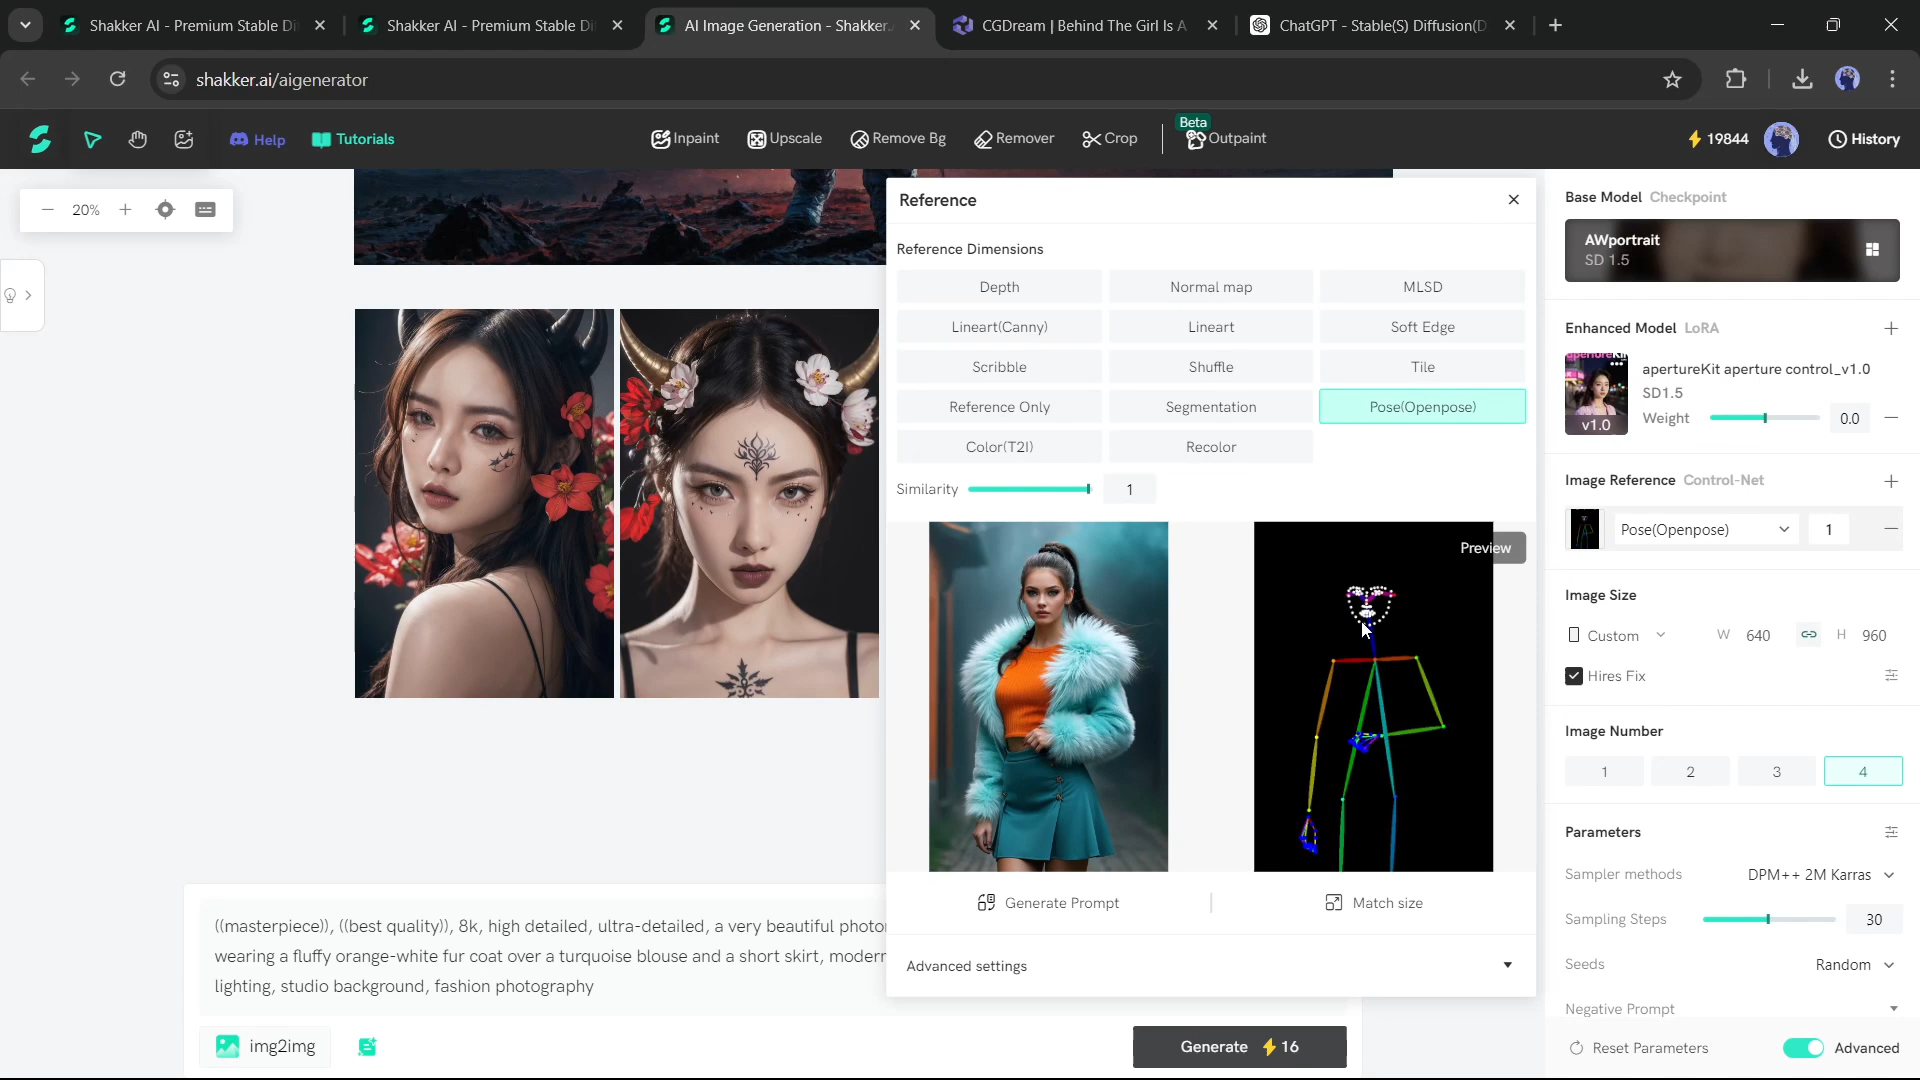 Shakker AI - Premium Stable Di
Shakker AI - Premium Stable Di
AI Image Generation - Shakker.
CGDream | Behind The Girl Is A
ChatGPT - Stable(S) Diffusion(D
shakker.ai/aigenerator
Help
Tutorials
Inpaint
Upscale
Remove Bg
Remover
Crop
Beta
Outpaint
19844
History
20%
Reference
Reference Dimensions
Depth
Normal map
MLSD
Lineart(Canny)
Lineart
Soft Edge
Scribble
Shuffle
Tile
Reference Only
Segmentation
Pose(Openpose)
Color(T2I)
Recolor
Similarity
1
Preview
Generate Prompt
Match size
Advanced settings
Base Model Checkpoint
AWportrait
SD 1.5
Enhanced Model LoRA
apertureKit
v1.0
apertureKit aperture control_v1.0
SD1.5
Weight
0.0
Image Reference Control-Net
Pose(Openpose)
1
Image Size
Custom
W 640
H 960
Hires Fix
Image Number
1
2
3
4
Parameters
Sampler methods
DPM++ 2M Karras
Sampling Steps
30
Seeds
Random
Negative Prompt
Reset Parameters
Advanced
((masterpiece)), ((best quality)), 8k, high detailed, ultra-detailed, a very beautiful photo
wearing a fluffy orange-white fur coat over a turquoise blouse and a short skirt, modern
lighting, studio background, fashion photography
img2img
Generate
16